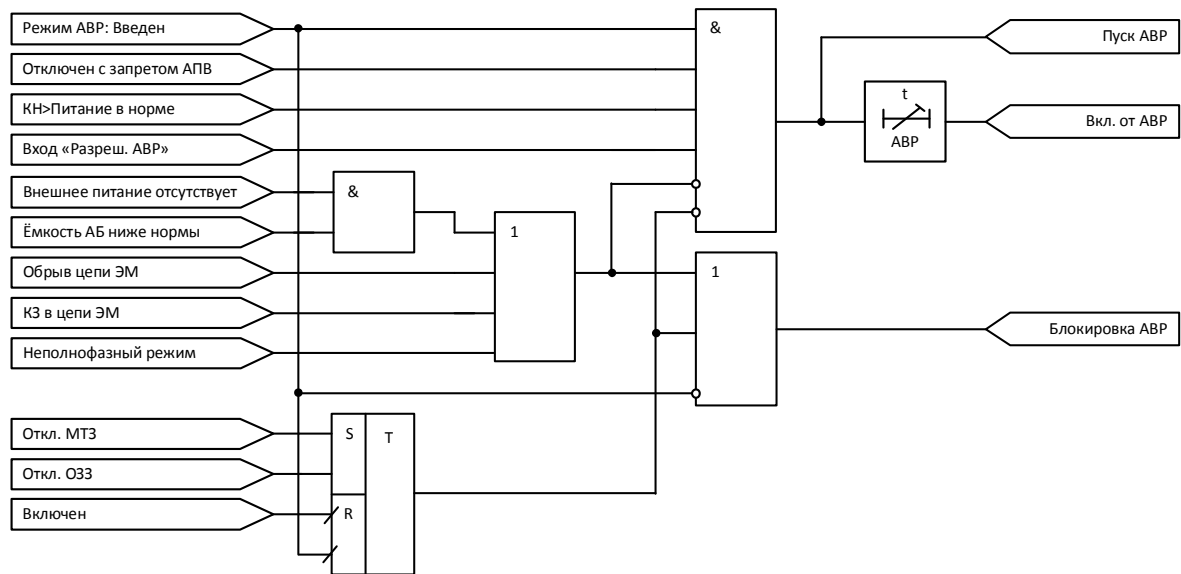 Режим АВР: Введен
&
Пуск АВР
Отключен с запретом АПВ
КН>Питание в норме
t
АВР
Вкл. от АВР
Вход «Разреш. АВР»
Внешнее питание отсутствует
&
Ёмкость АБ ниже нормы
1
Обрыв цепи ЭМ
1
КЗ в цепи ЭМ
Блокировка АВР
Неполнофазный режим
Откл. МТЗ
S
T
Откл. ОЗЗ
Включен
R